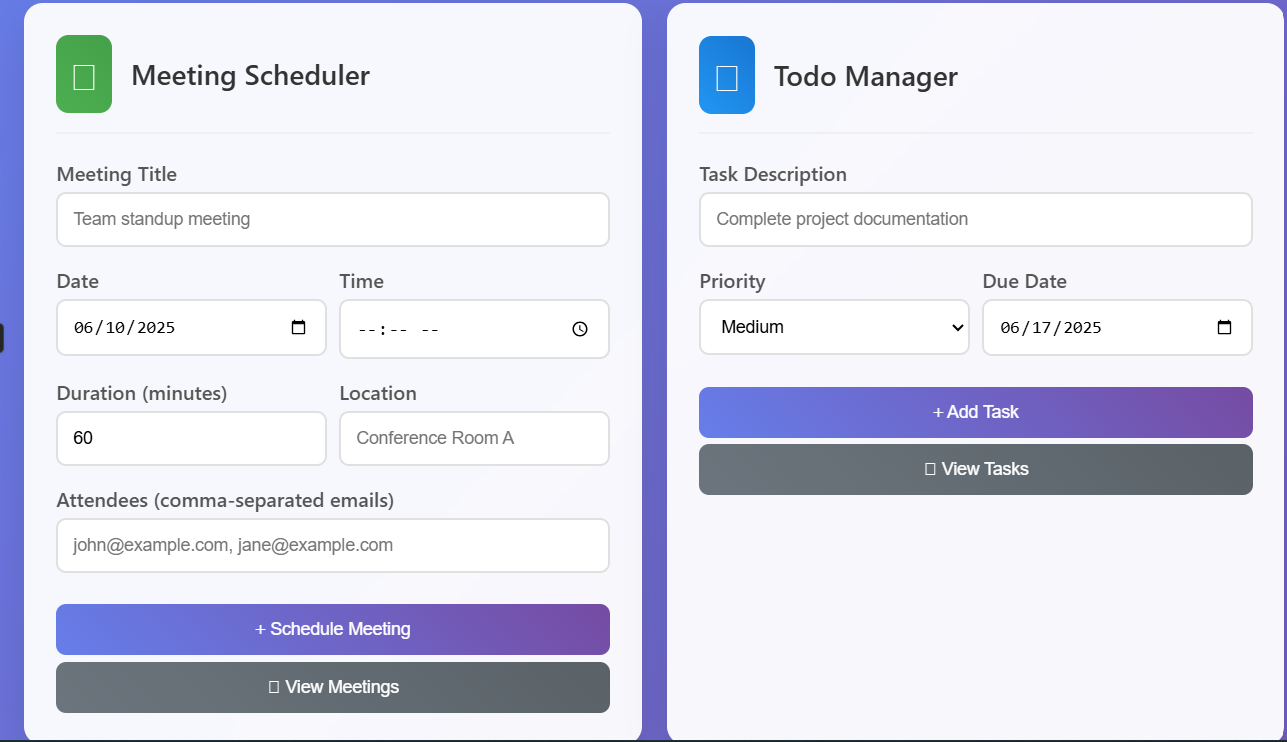 Meeting Scheduler
Meeting Title
Team standup meeting
Date Time
06/10/2025 --:-- --
Duration (minutes) Location
60 Conference Room A
Attendees (comma-separated emails)
john@example.com, jane@example.com
+ Schedule Meeting
View Meetings
Todo Manager
Task Description
Complete project documentation
Priority Due Date
Medium 06/17/2025
+ Add Task
View Tasks